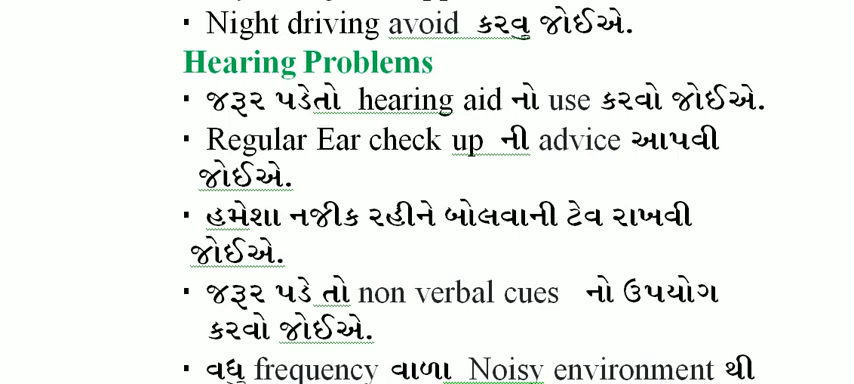 ▪ Night driving avoid કરવુ જોઈએ.
Hearing Problems
▪ જરૂર પડેતો hearing aid નો use કરવો જોઈએ.
▪ Regular Ear check up ની advice આપવી
જોઈએ.
▪ હમેશા નજીક રહીને બોલવાની ટેવ રાખવી
જોઈએ.
▪ જરૂર પડે તો non verbal cues નો ઉપયોગ
કરવો જોઈએ.
▪ વધુ frequency વાળા Noisy environment થી